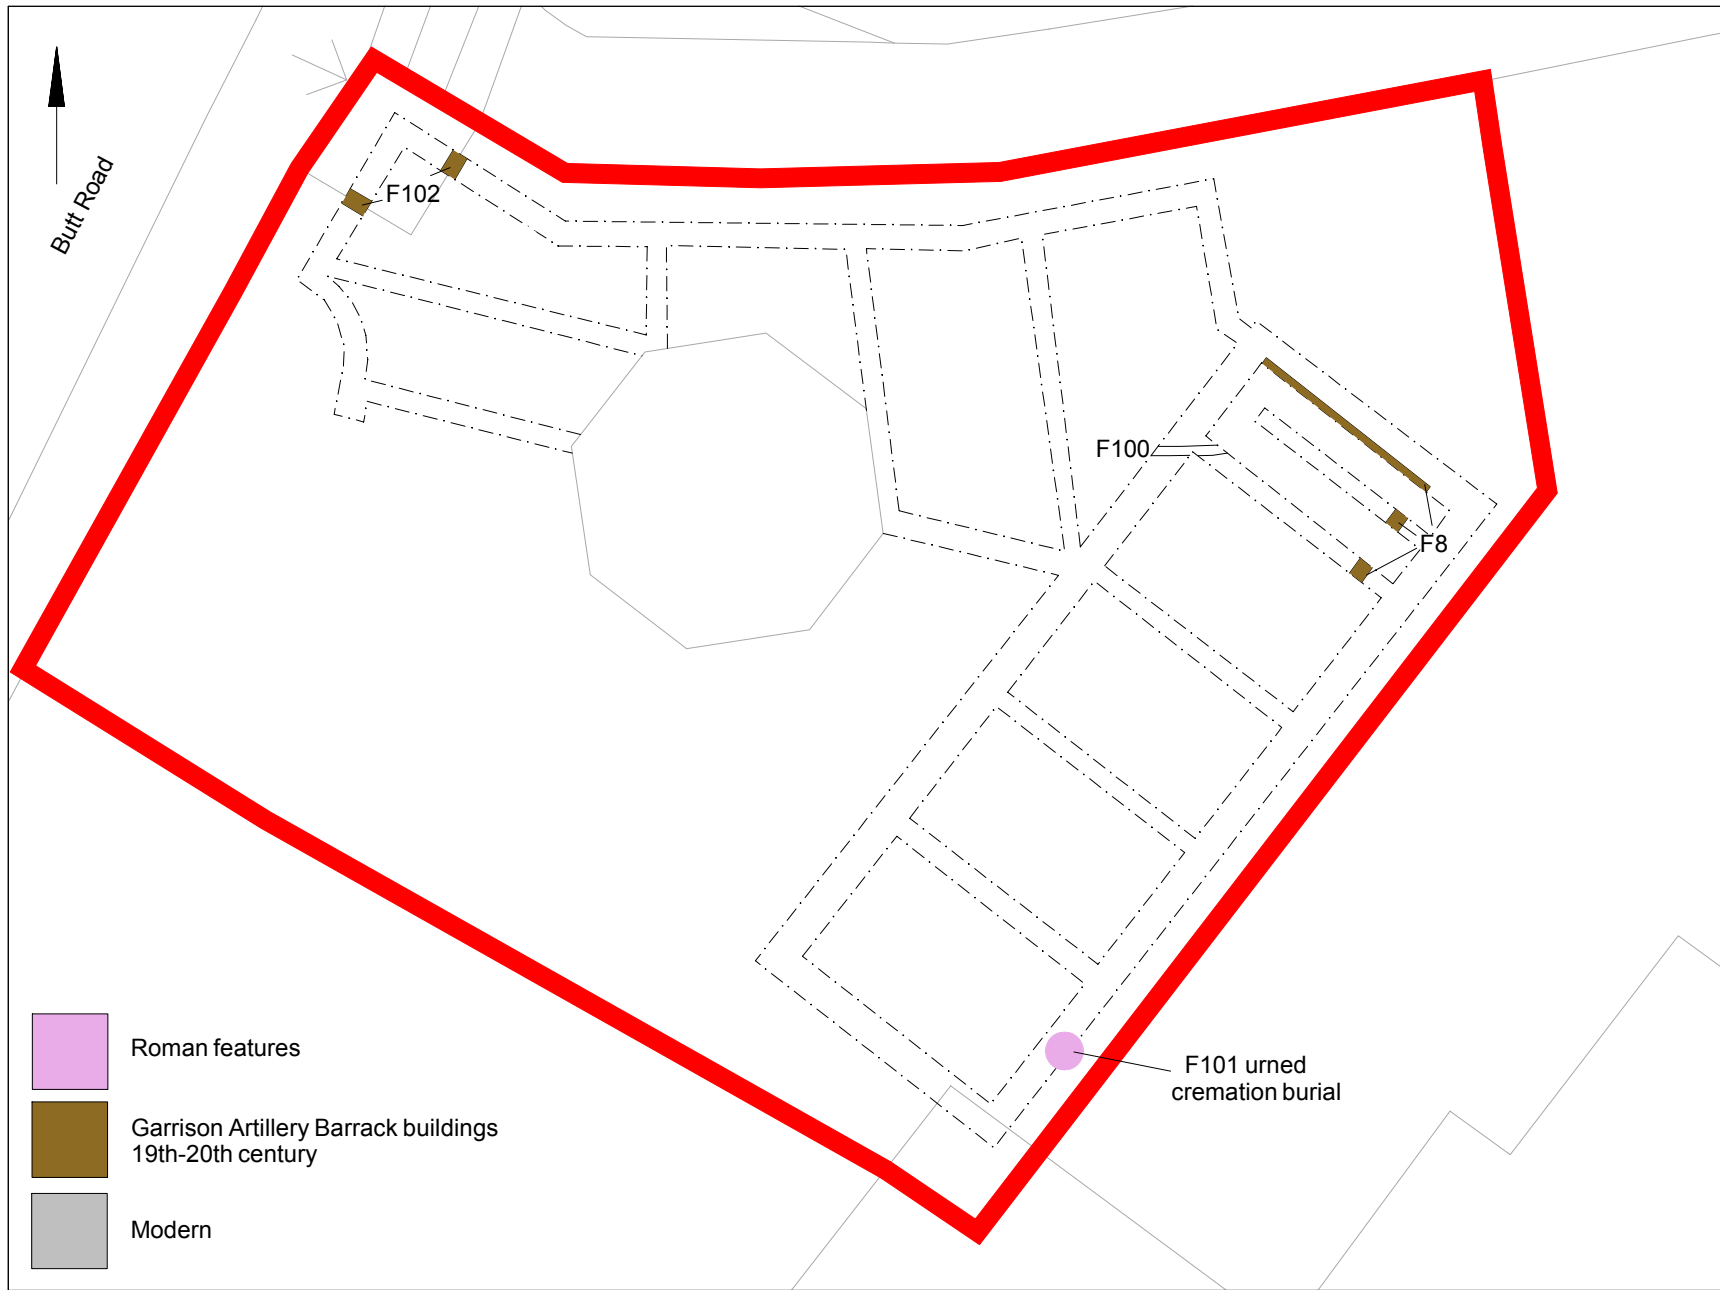 Butt Road
F102
F100
F8
F101 urned
cremation burial
Roman features
Garrison Artillery Barrack buildings
19th-20th century
Modern